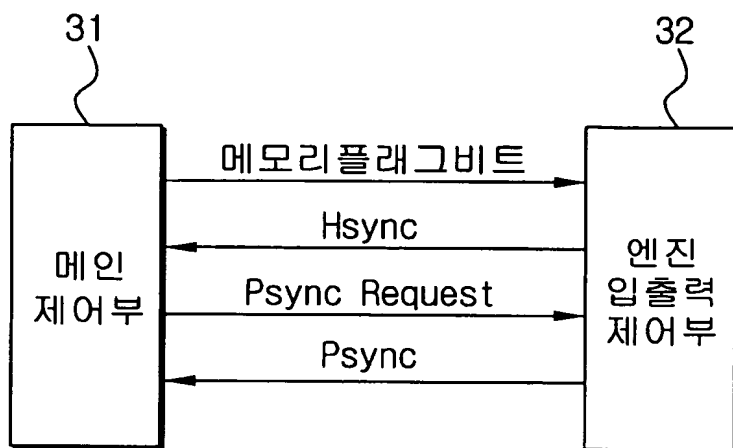 31
32
메모리플래그비트
Hsync
메인
제어부
Psync Request
엔진
입출력
제어부
Psync